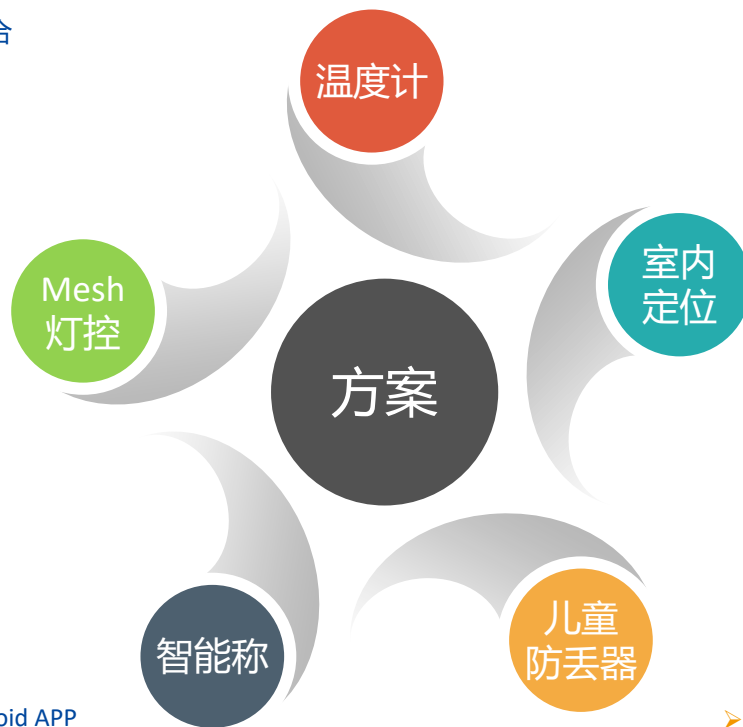 合
温度计
室内
定位
Mesh
灯控
方案
儿童
防丢器
智能称
oid APP